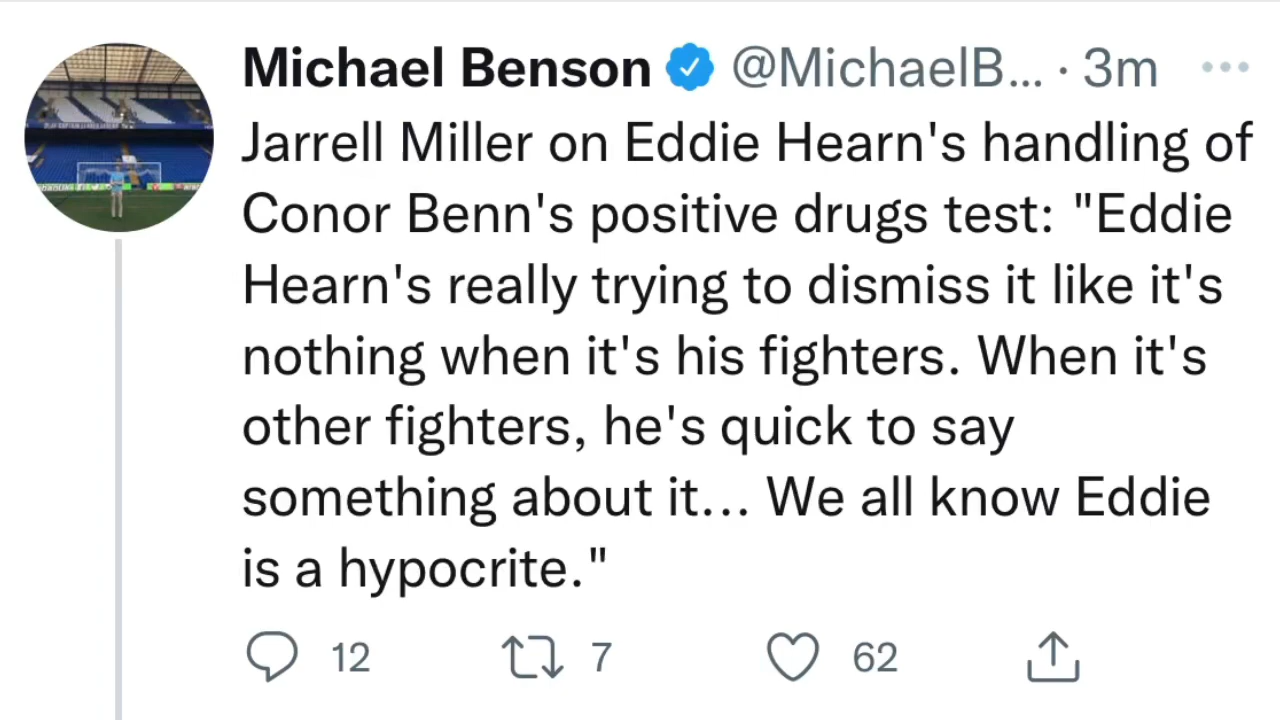 Michael Benson @MichaelB... · 3m
Jarrell Miller on Eddie Hearn's handling of
Conor Benn's positive drugs test: "Eddie
Hearn's really trying to dismiss it like it's
nothing when it's his fighters. When it's
other fighters, he's quick to say
something about it... We all know Eddie
is a hypocrite."
12 7 62